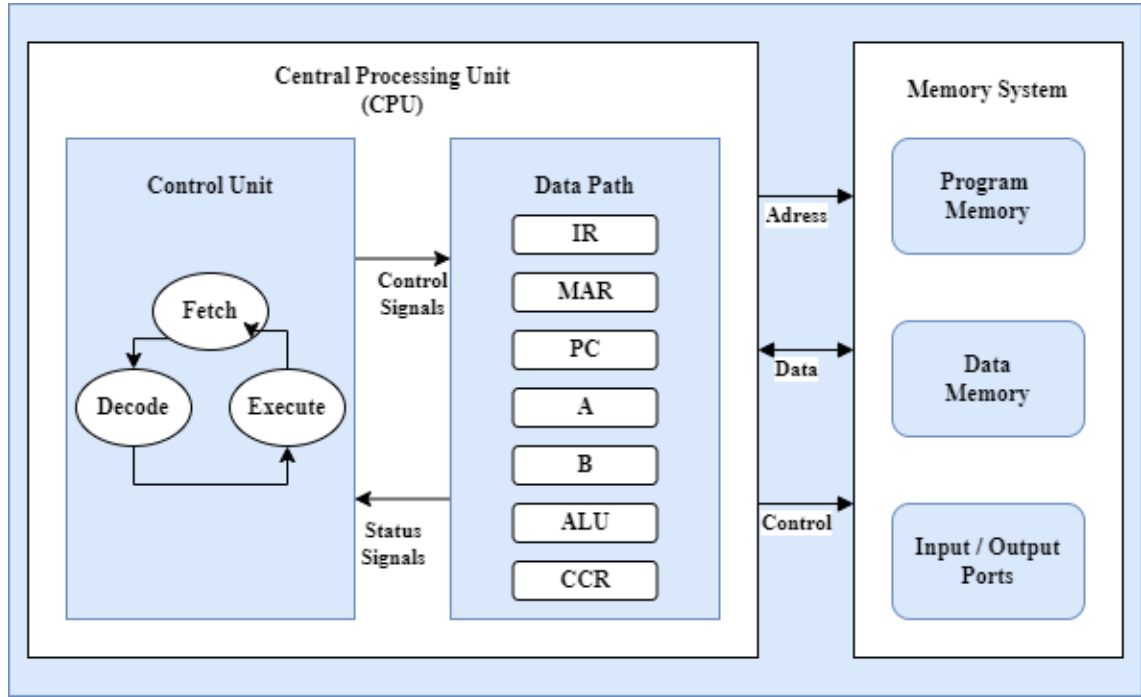 Central Processing Unit
(CPU)
Control Unit
Fetch
Decode
Execute
Control
Signals
Status
Signals
Data Path
IR
MAR
PC
A
B
ALU
CCR
Adress
Data
Control
Memory System
Program
Memory
Data
Memory
Input / Output
Ports